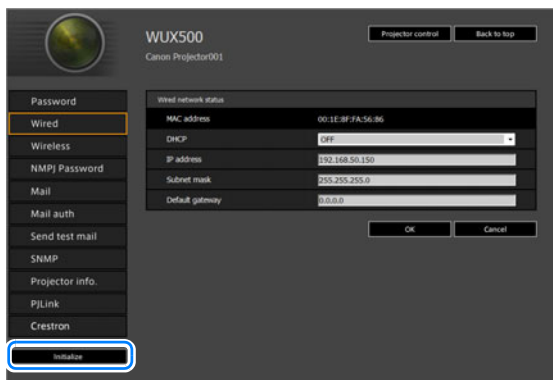 WUX500
Projector control
Back to top
Canon Projector001
Password
Wired
Wireless
NMPJ Password
Mail
Mail auth
Send test mail
SNMP
Projector info.
PJLink
Crestron
Initialize
Wired network status
MAC address 00:1E:8F:FA:56:86
DHCP OFF
IP address 192.168.50.150
Subnet mask 255.255.255.0
Default gateway 0.0.0.0
OK
Cancel